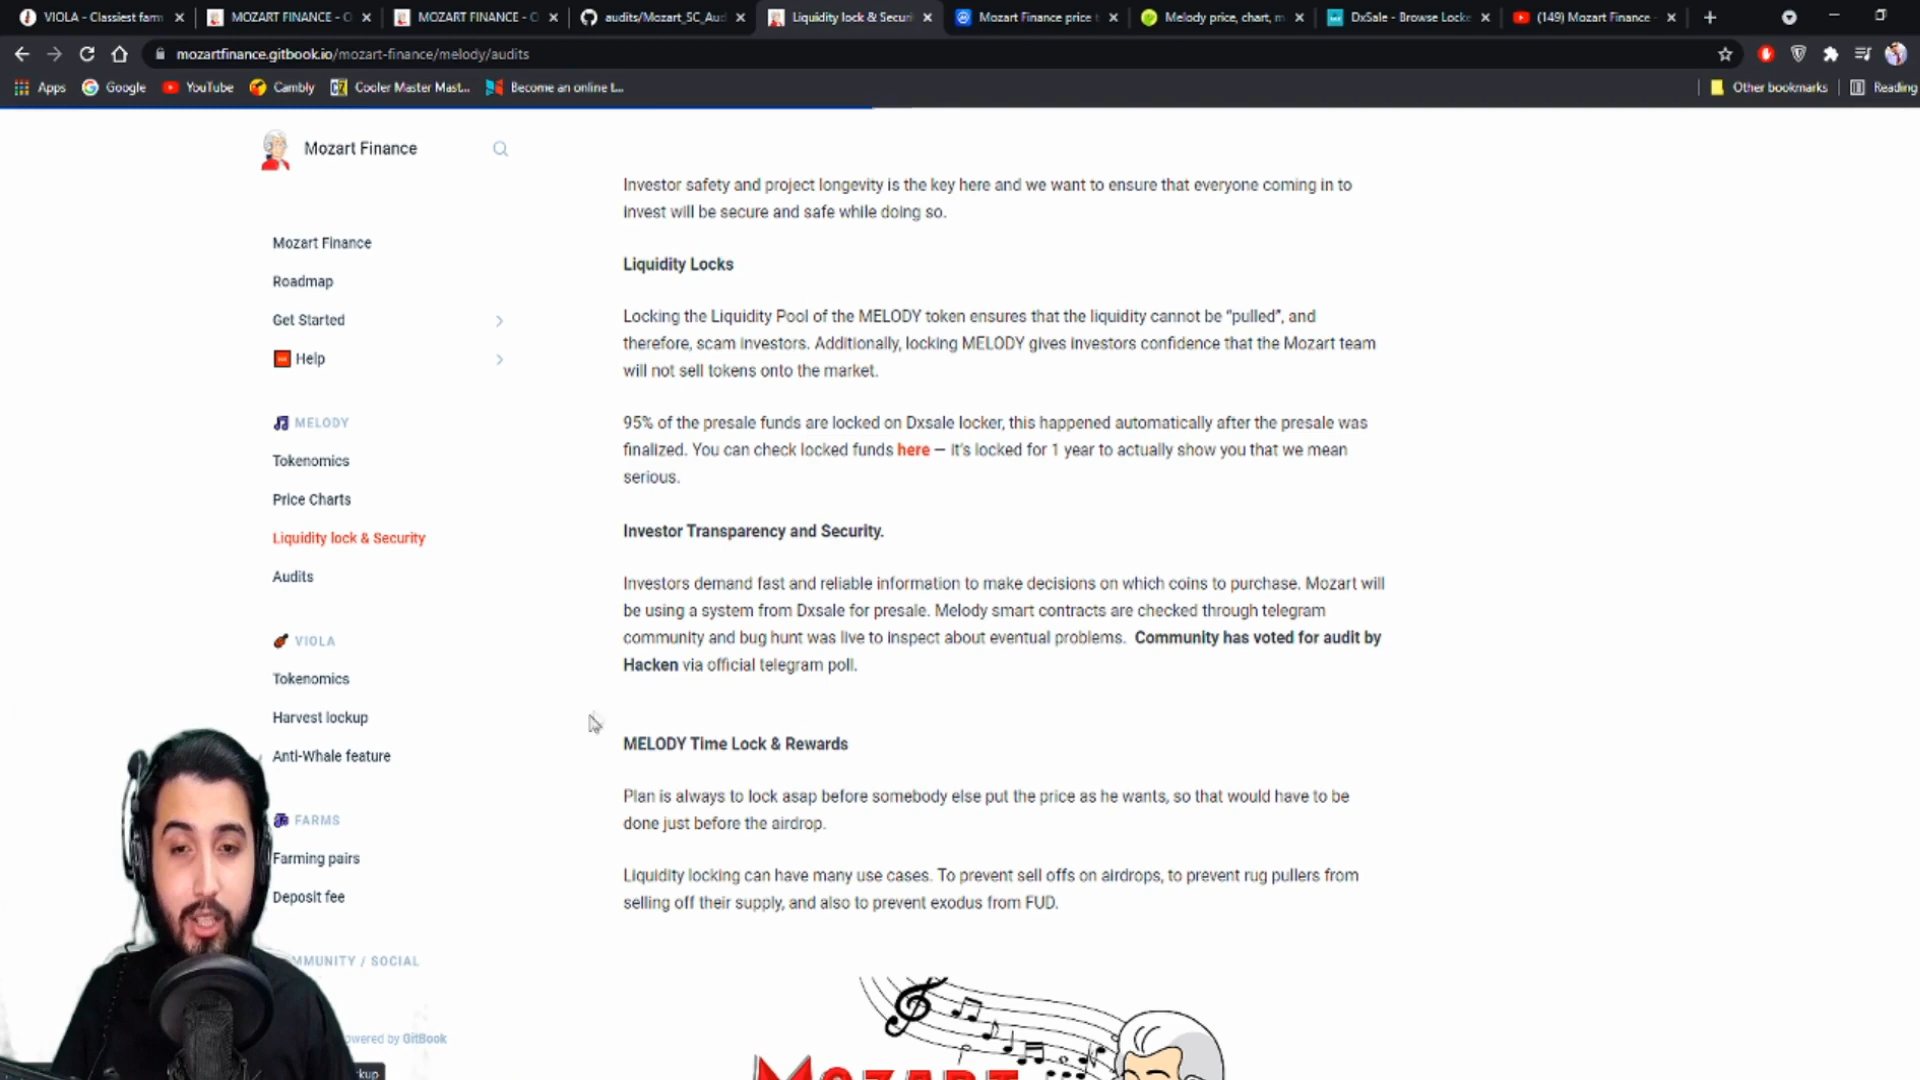 VIOLA - Classiest farm
MOZART FINANCE - C
MOZART FINANCE - C
audits/Mozart_SC_Aud
Liquidity lock & Securi
Mozart Finance price t
Melody price, chart, m
DxSale - Browse Locke
(149) Mozart Finance -
mozartfinance.gitbook.io/mozart-finance/melody/audits
Apps
Google
YouTube
Cambly
Cooler Master Mast...
Become an online t...
Other bookmarks
Reading
Mozart Finance
Mozart Finance
Roadmap
Get Started
Help
MELODY
Tokenomics
Price Charts
Liquidity lock & Security
Audits
VIOLA
Tokenomics
Harvest lockup
Anti-Whale feature
FARMS
Farming pairs
Deposit fee
MMUNITY / SOCIAL
owered by GitBook
kup
Investor safety and project longevity is the key here and we want to ensure that everyone coming in to
invest will be secure and safe while doing so.
Liquidity Locks
Locking the Liquidity Pool of the MELODY token ensures that the liquidity cannot be “pulled”, and
therefore, scam investors. Additionally, locking MELODY gives investors confidence that the Mozart team
will not sell tokens onto the market.
95% of the presale funds are locked on Dxsale locker, this happened automatically after the presale was
finalized. You can check locked funds here — it's locked for 1 year to actually show you that we mean
serious.
Investor Transparency and Security.
Investors demand fast and reliable information to make decisions on which coins to purchase. Mozart will
be using a system from Dxsale for presale. Melody smart contracts are checked through telegram
community and bug hunt was live to inspect about eventual problems. Community has voted for audit by
Hacken via official telegram poll.
MELODY Time Lock & Rewards
Plan is always to lock asap before somebody else put the price as he wants, so that would have to be
done just before the airdrop.
Liquidity locking can have many use cases. To prevent sell offs on airdrops, to prevent rug pullers from
selling off their supply, and also to prevent exodus from FUD.
MOZART